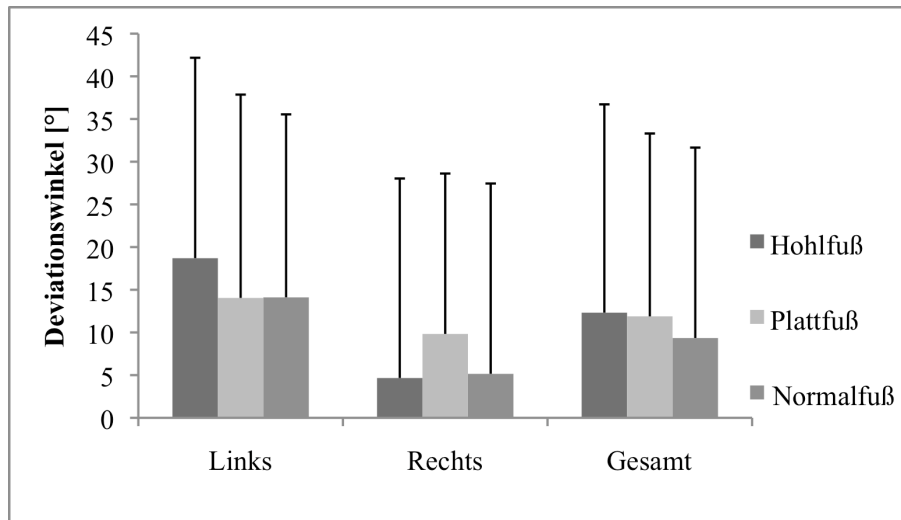 Deviationswinkel [°]
45
40
35
30
25
20
15
10
5
0
Links Rechts Gesamt
Hohlfuß
Plattfuß
Normalfuß